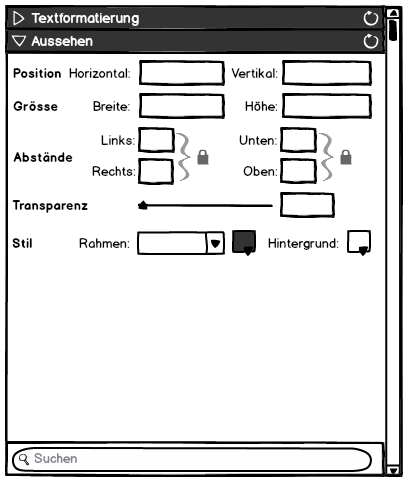 Textformatierung
Aussehen
Position Horizontal: Vertikal:
Grösse Breite: Höhe:
Links: Unten:
Abstände
Rechts: Oben:
Transparenz
Stil Rahmen: Hintergrund:
Suchen